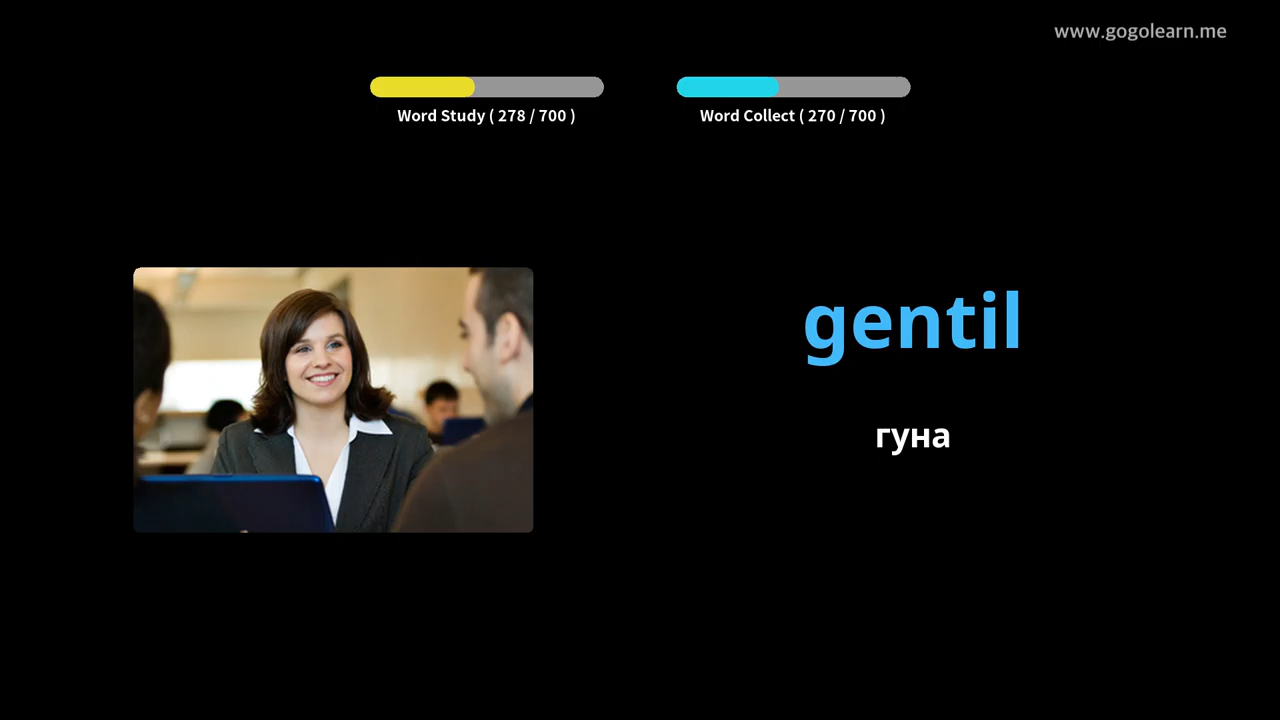 www.gogolearn.me
Word Study ( 278 / 700 )
Word Collect ( 270 / 700 )
gentil
гуна